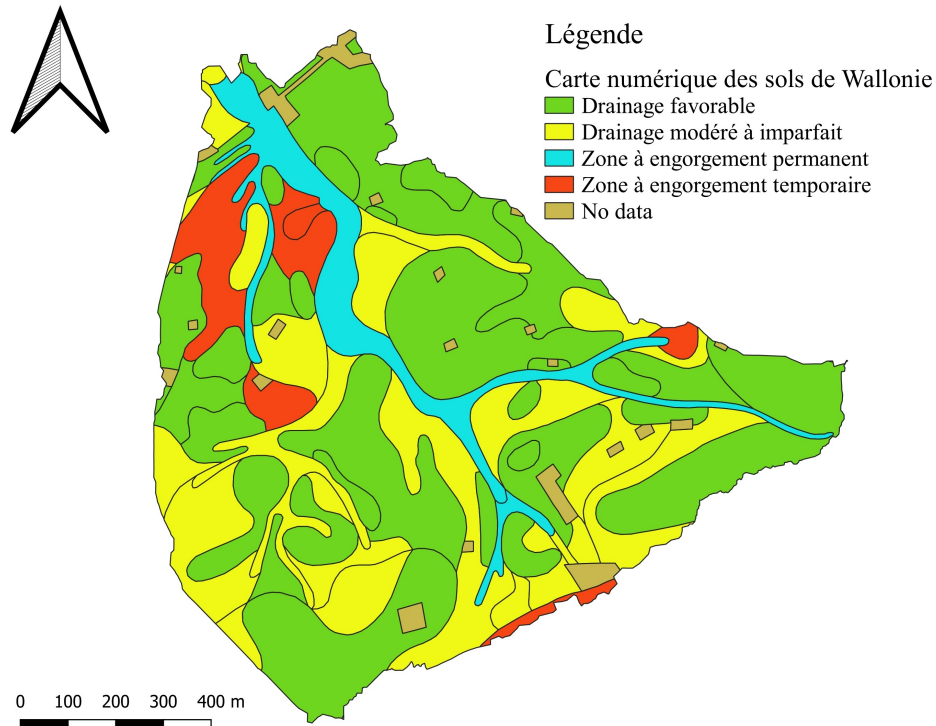 Légende
Carte numérique des sols de Wallonie
Drainage favorable
Drainage modéré à imparfait
Zone à engorgement permanent
Zone à engorgement temporaire
No data
0 100 200 300 400 m